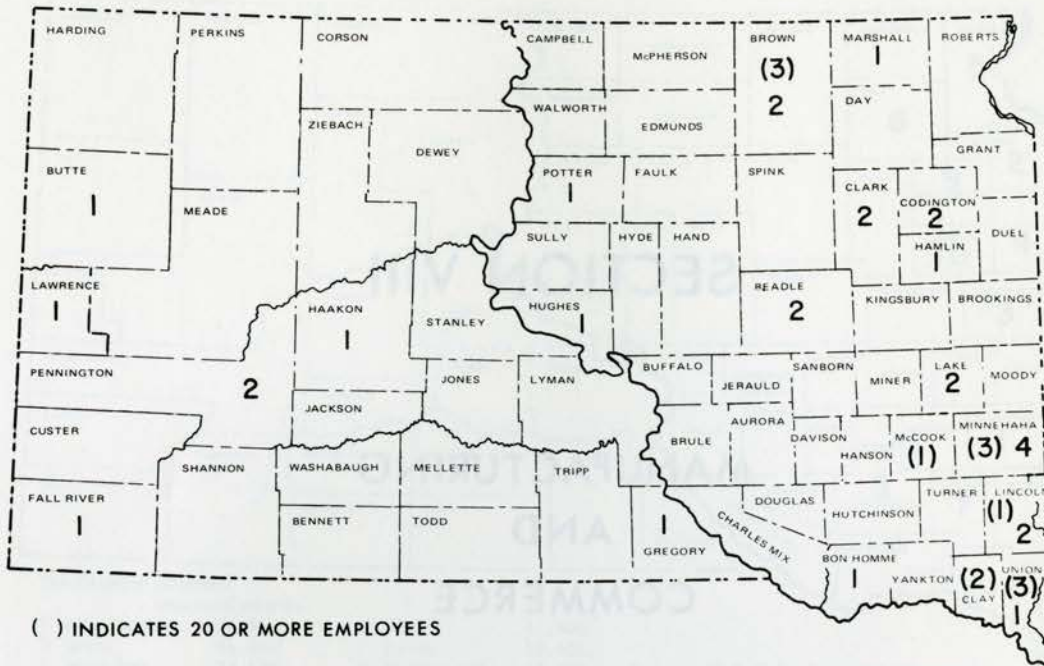 HARDING
PERKINS
CORSON
CAMPBELL
McPHERSON
BROWN
(3)
2
MARSHALL
1
ROBERTS
WALWORTH
EDMUNDS
DAY
ZIEBACH
DEWEY
GRANT
BUTTE
1
MEADE
POTTER
1
FAULK
SPINK
CLARK
2
CODINGTON
2
DUEL
SULLY
HYDE
HAND
HAMLIN
1
LAWRENCE
1
HAAKON
1
STANLEY
HUGHES
1
BEADLE
2
KINGSBURY
BROOKINGS
PENNINGTON
2
JONES
LYMAN
BUFFALO
JERAULD
SANBORN
MINER
LAKE
2
MOODY
JACKSON
CUSTER
AURORA
BRULE
DAVISON
HANSON
McCOOK
(1)
MINNEHAHA
(3) 4
SHANNON
WASHABAUGH
MELLETTE
TRIPP
FALL RIVER
1
DOUGLAS
HUTCHINSON
TURNER
LINCOLN
(1)
2
BENNETT
TODD
1
GREGORY
CHARLES MIX
BON HOMME
1
YANKTON
(2)
CLAY
UNION
(3)
1
( ) INDICATES 20 OR MORE EMPLOYEES
SECTION VIII
MANUFACTURING
AND
COMMERCE